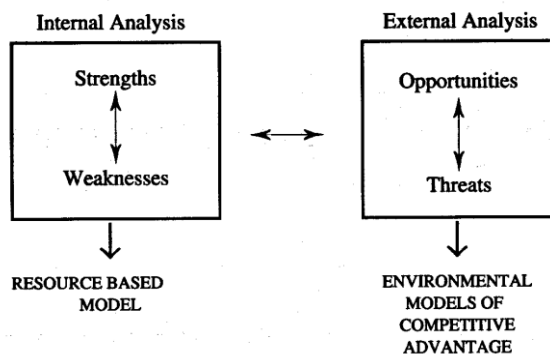 Internal Analysis
Strengths
Weaknesses
RESOURCE BASED
MODEL
External Analysis
Opportunities
Threats
ENVIRONMENTAL
MODELS OF
COMPETITIVE
ADVANTAGE